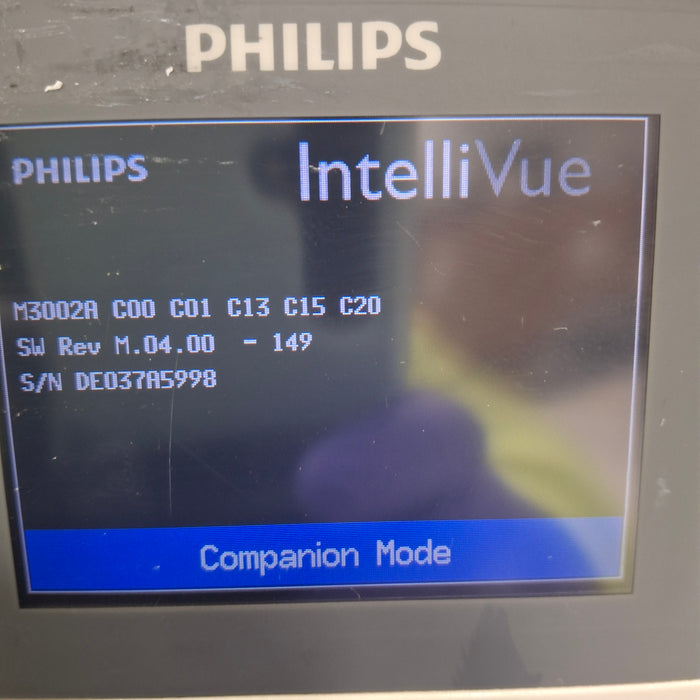 PHILIPS
PHILIPS
IntelliVue
M3002A C00 C01 C13 C15 C20
SW Rev M.04.00 - 149
S/N DE037A5998
Companion Mode